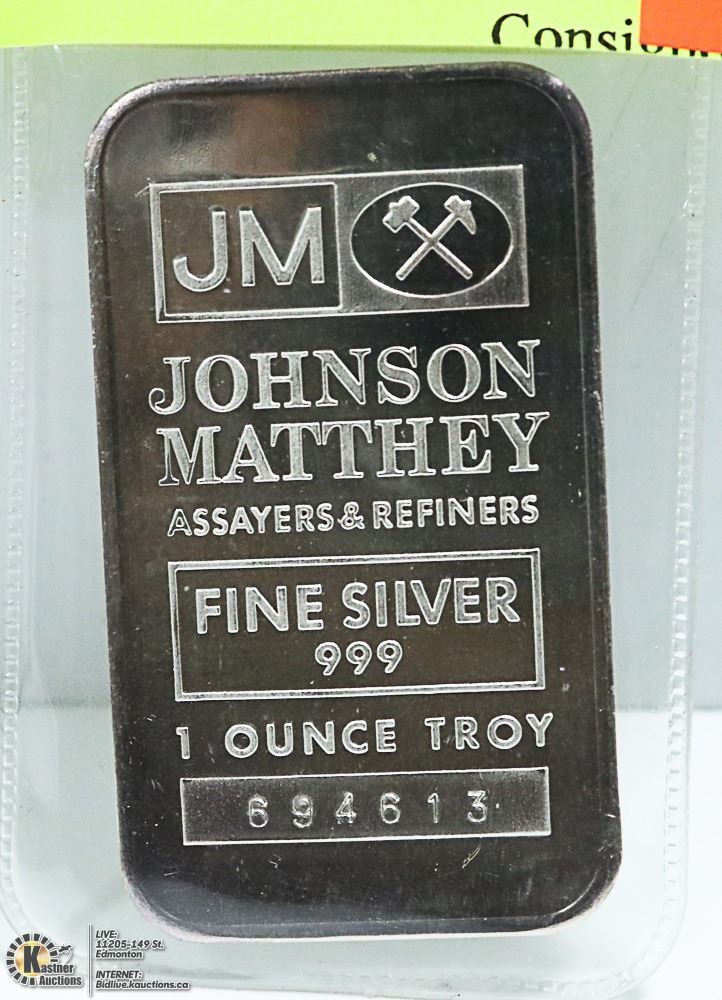 JM
JOHNSON
MATTHEY
ASSAYERS & REFINERS
FINE SILVER
999
1 OUNCE TROY
694613
Kastner
Auctions
LIVE:
11205-149 St.
Edmonton
INTERNET:
Bidlive.kauctions.ca